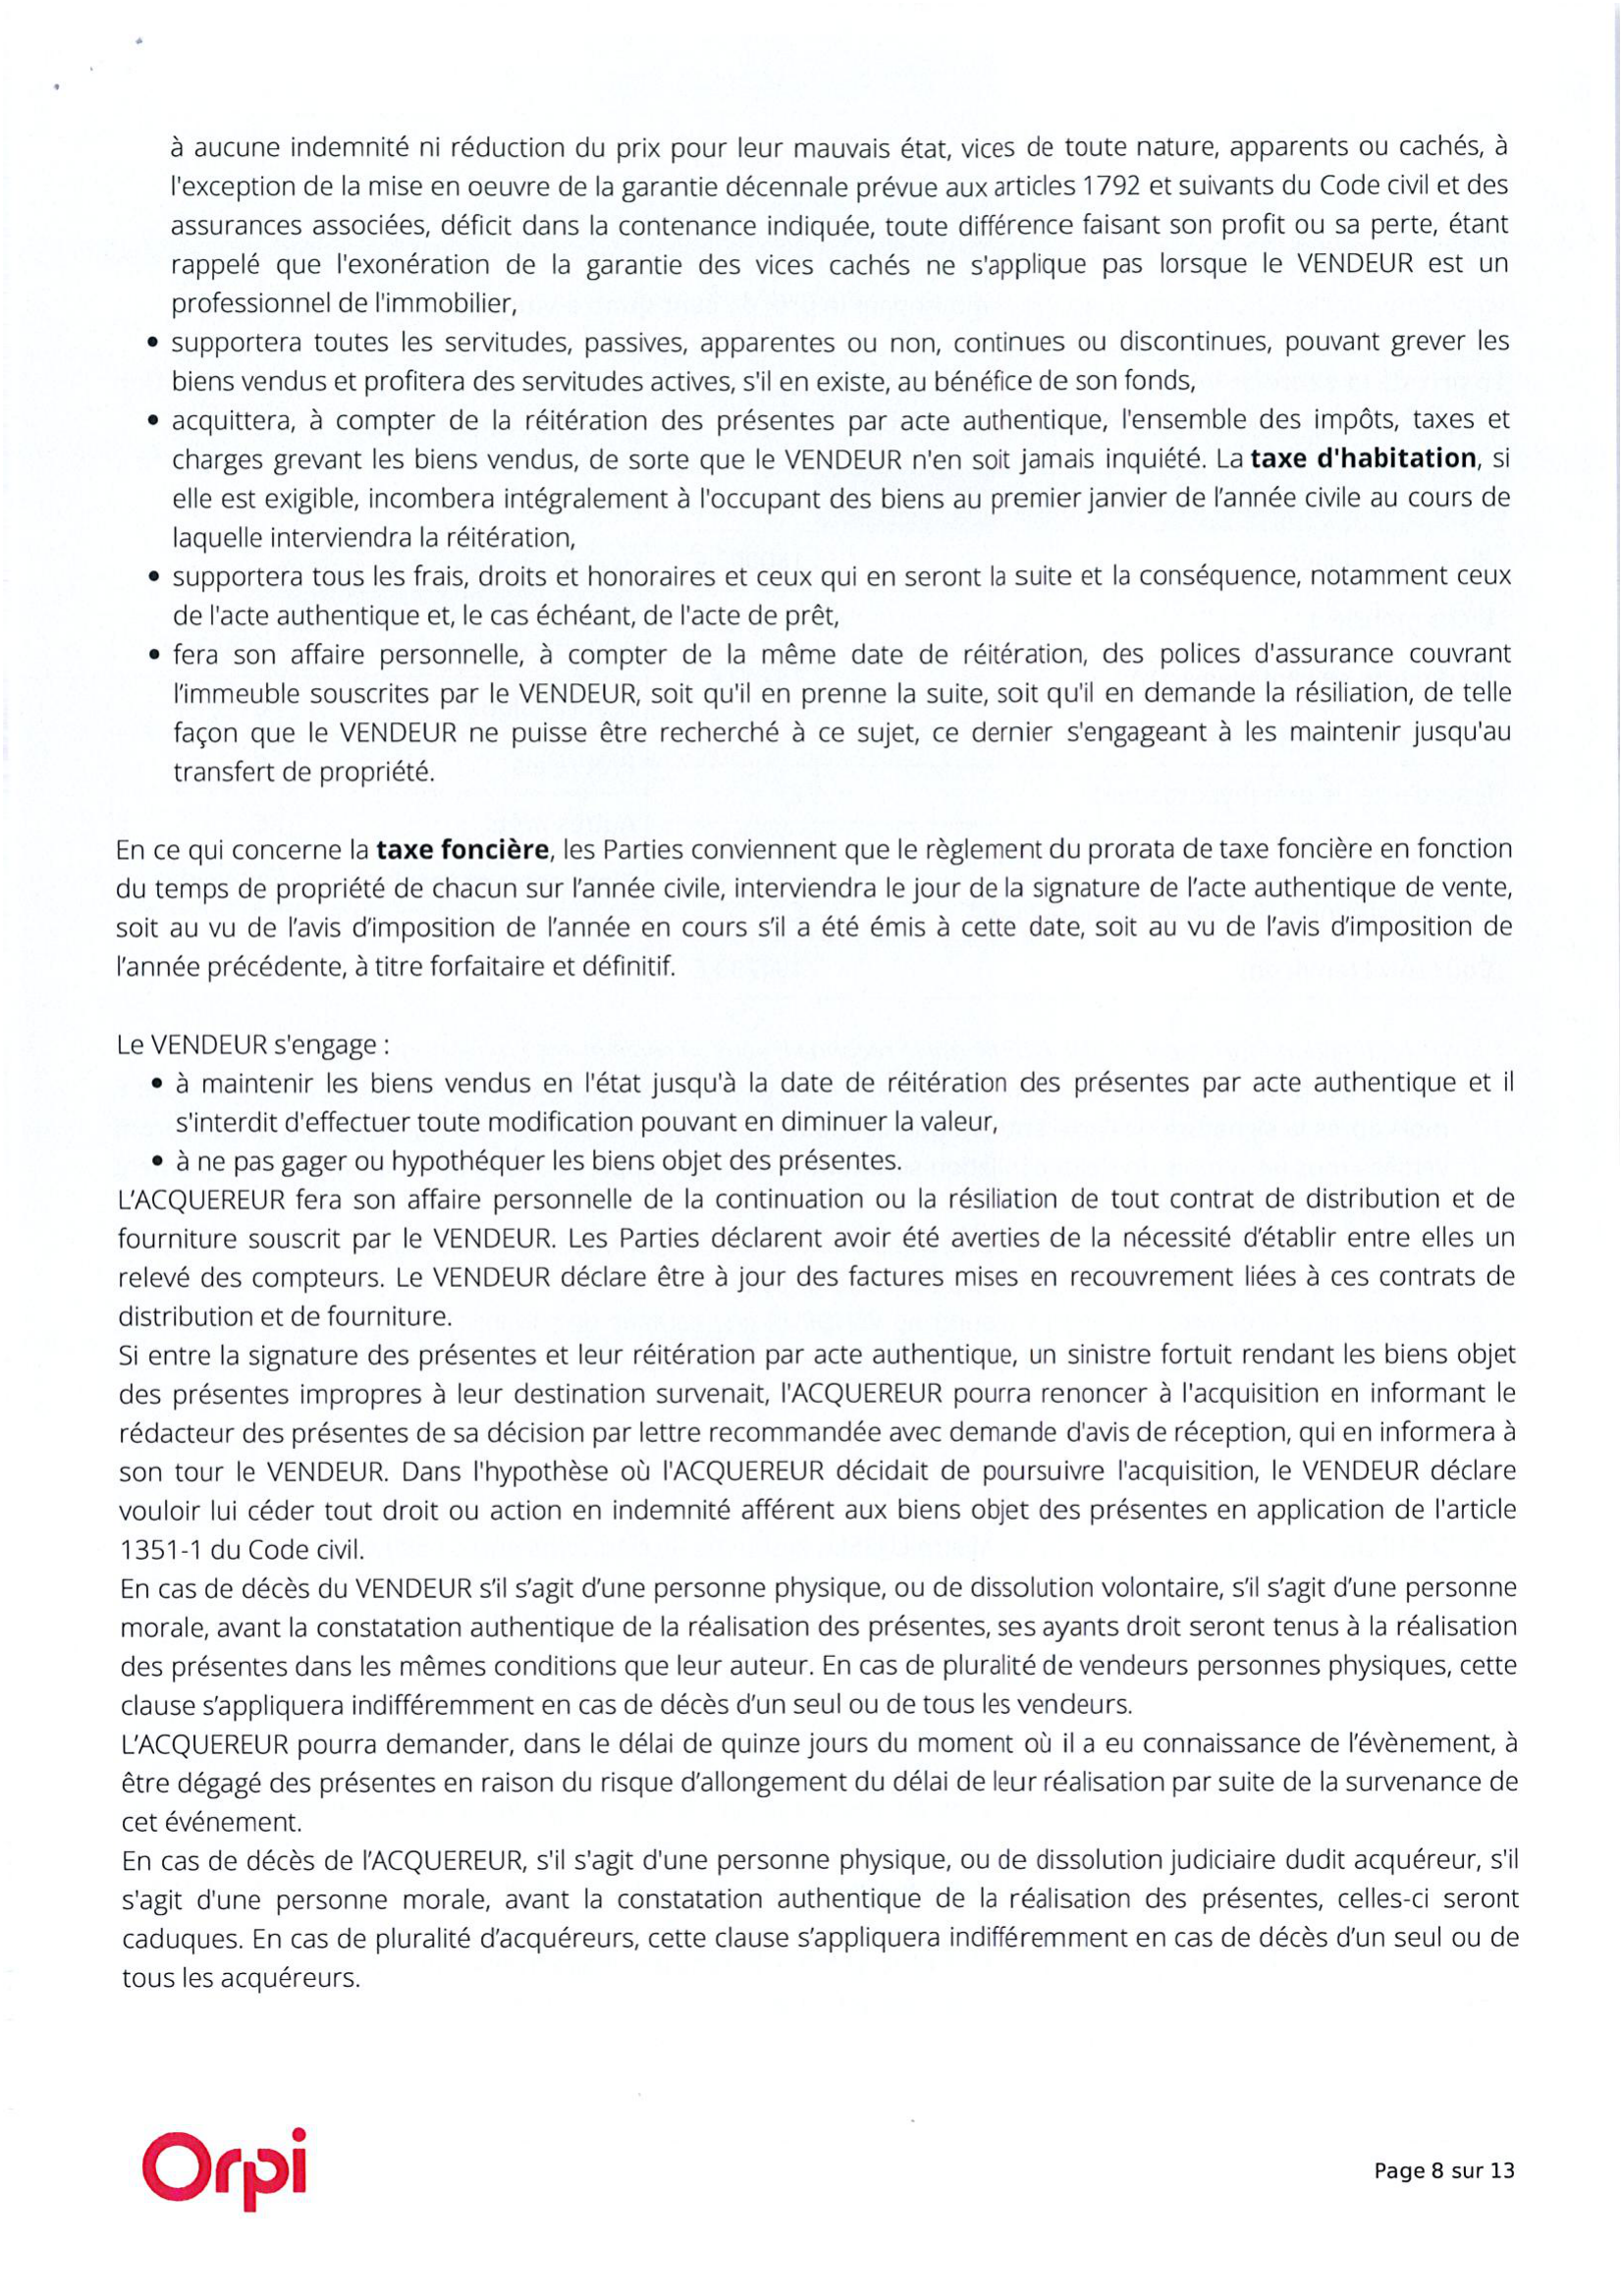 à aucune indemnité ni réduction du prix pour leur mauvais état, vices de toute nature, apparents ou cachés, à
l'exception de la mise en oeuvre de la garantie décennale prévue aux articles 1792 et suivants du Code civil et des
assurances associées, déficit dans la contenance indiquée, toute différence faisant son profit ou sa perte, étant
rappelé que l'exonération de la garantie des vices cachés ne s'applique pas lorsque le VENDEUR est un
professionnel de l'immobilier,
• supportera toutes les servitudes, passives, apparentes ou non, continues ou discontinues, pouvant grever les
biens vendus et profitera des servitudes actives, s'il en existe, au bénéfice de son fonds,
• acquittera, à compter de la réitération des présentes par acte authentique, l'ensemble des impôts, taxes et
charges grevant les biens vendus, de sorte que le VENDEUR n'en soit jamais inquiété. La taxe d'habitation, si
elle est exigible, incombera intégralement à l'occupant des biens au premier janvier de l’année civile au cours de
laquelle interviendra la réitération,
• supportera tous les frais, droits et honoraires et ceux qui en seront la suite et la conséquence, notamment ceux
de l'acte authentique et, le cas échéant, de l'acte de prêt,
• fera son affaire personnelle, à compter de la même date de réitération, des polices d'assurance couvrant
l’immeuble souscrites par le VENDEUR, soit qu'il en prenne la suite, soit qu'il en demande la résiliation, de telle
façon que le VENDEUR ne puisse être recherché à ce sujet, ce dernier s'engageant à les maintenir jusqu'au
transfert de propriété.
En ce qui concerne la taxe foncière, les Parties conviennent que le règlement du prorata de taxe foncière en fonction
du temps de propriété de chacun sur l’année civile, interviendra le jour de la signature de l’acte authentique de vente,
soit au vu de l’avis d’imposition de l’année en cours s’il a été émis à cette date, soit au vu de l’avis d’imposition de
l’année précédente, à titre forfaitaire et définitif.
Le VENDEUR s'engage :
• à maintenir les biens vendus en l'état jusqu'à la date de réitération des présentes par acte authentique et il
s'interdit d'effectuer toute modification pouvant en diminuer la valeur,
• à ne pas gager ou hypothéquer les biens objet des présentes.
L’ACQUEREUR fera son affaire personnelle de la continuation ou la résiliation de tout contrat de distribution et de
fourniture souscrit par le VENDEUR. Les Parties déclarent avoir été averties de la nécessité d’établir entre elles un
relevé des compteurs. Le VENDEUR déclare être à jour des factures mises en recouvrement liées à ces contrats de
distribution et de fourniture.
Si entre la signature des présentes et leur réitération par acte authentique, un sinistre fortuit rendant les biens objet
des présentes impropres à leur destination survenait, l'ACQUEREUR pourra renoncer à l'acquisition en informant le
rédacteur des présentes de sa décision par lettre recommandée avec demande d'avis de réception, qui en informera à
son tour le VENDEUR. Dans l'hypothèse où l'ACQUEREUR décidait de poursuivre l'acquisition, le VENDEUR déclare
vouloir lui céder tout droit ou action en indemnité afférent aux biens objet des présentes en application de l'article
1351-1 du Code civil.
En cas de décès du VENDEUR s’il s’agit d’une personne physique, ou de dissolution volontaire, s’il s’agit d’une personne
morale, avant la constatation authentique de la réalisation des présentes, ses ayants droit seront tenus à la réalisation
des présentes dans les mêmes conditions que leur auteur. En cas de pluralité de vendeurs personnes physiques, cette
clause s’appliquera indifféremment en cas de décès d’un seul ou de tous les vendeurs.
L’ACQUEREUR pourra demander, dans le délai de quinze jours du moment où il a eu connaissance de l’évènement, à
être dégagé des présentes en raison du risque d’allongement du délai de leur réalisation par suite de la survenance de
cet événement.
En cas de décès de l’ACQUEREUR, s'il s'agit d'une personne physique, ou de dissolution judiciaire dudit acquéreur, s'il
s'agit d'une personne morale, avant la constatation authentique de la réalisation des présentes, celles-ci seront
caduques. En cas de pluralité d’acquéreurs, cette clause s’appliquera indifféremment en cas de décès d’un seul ou de
tous les acquéreurs.
Orpi
Page 8 sur 13